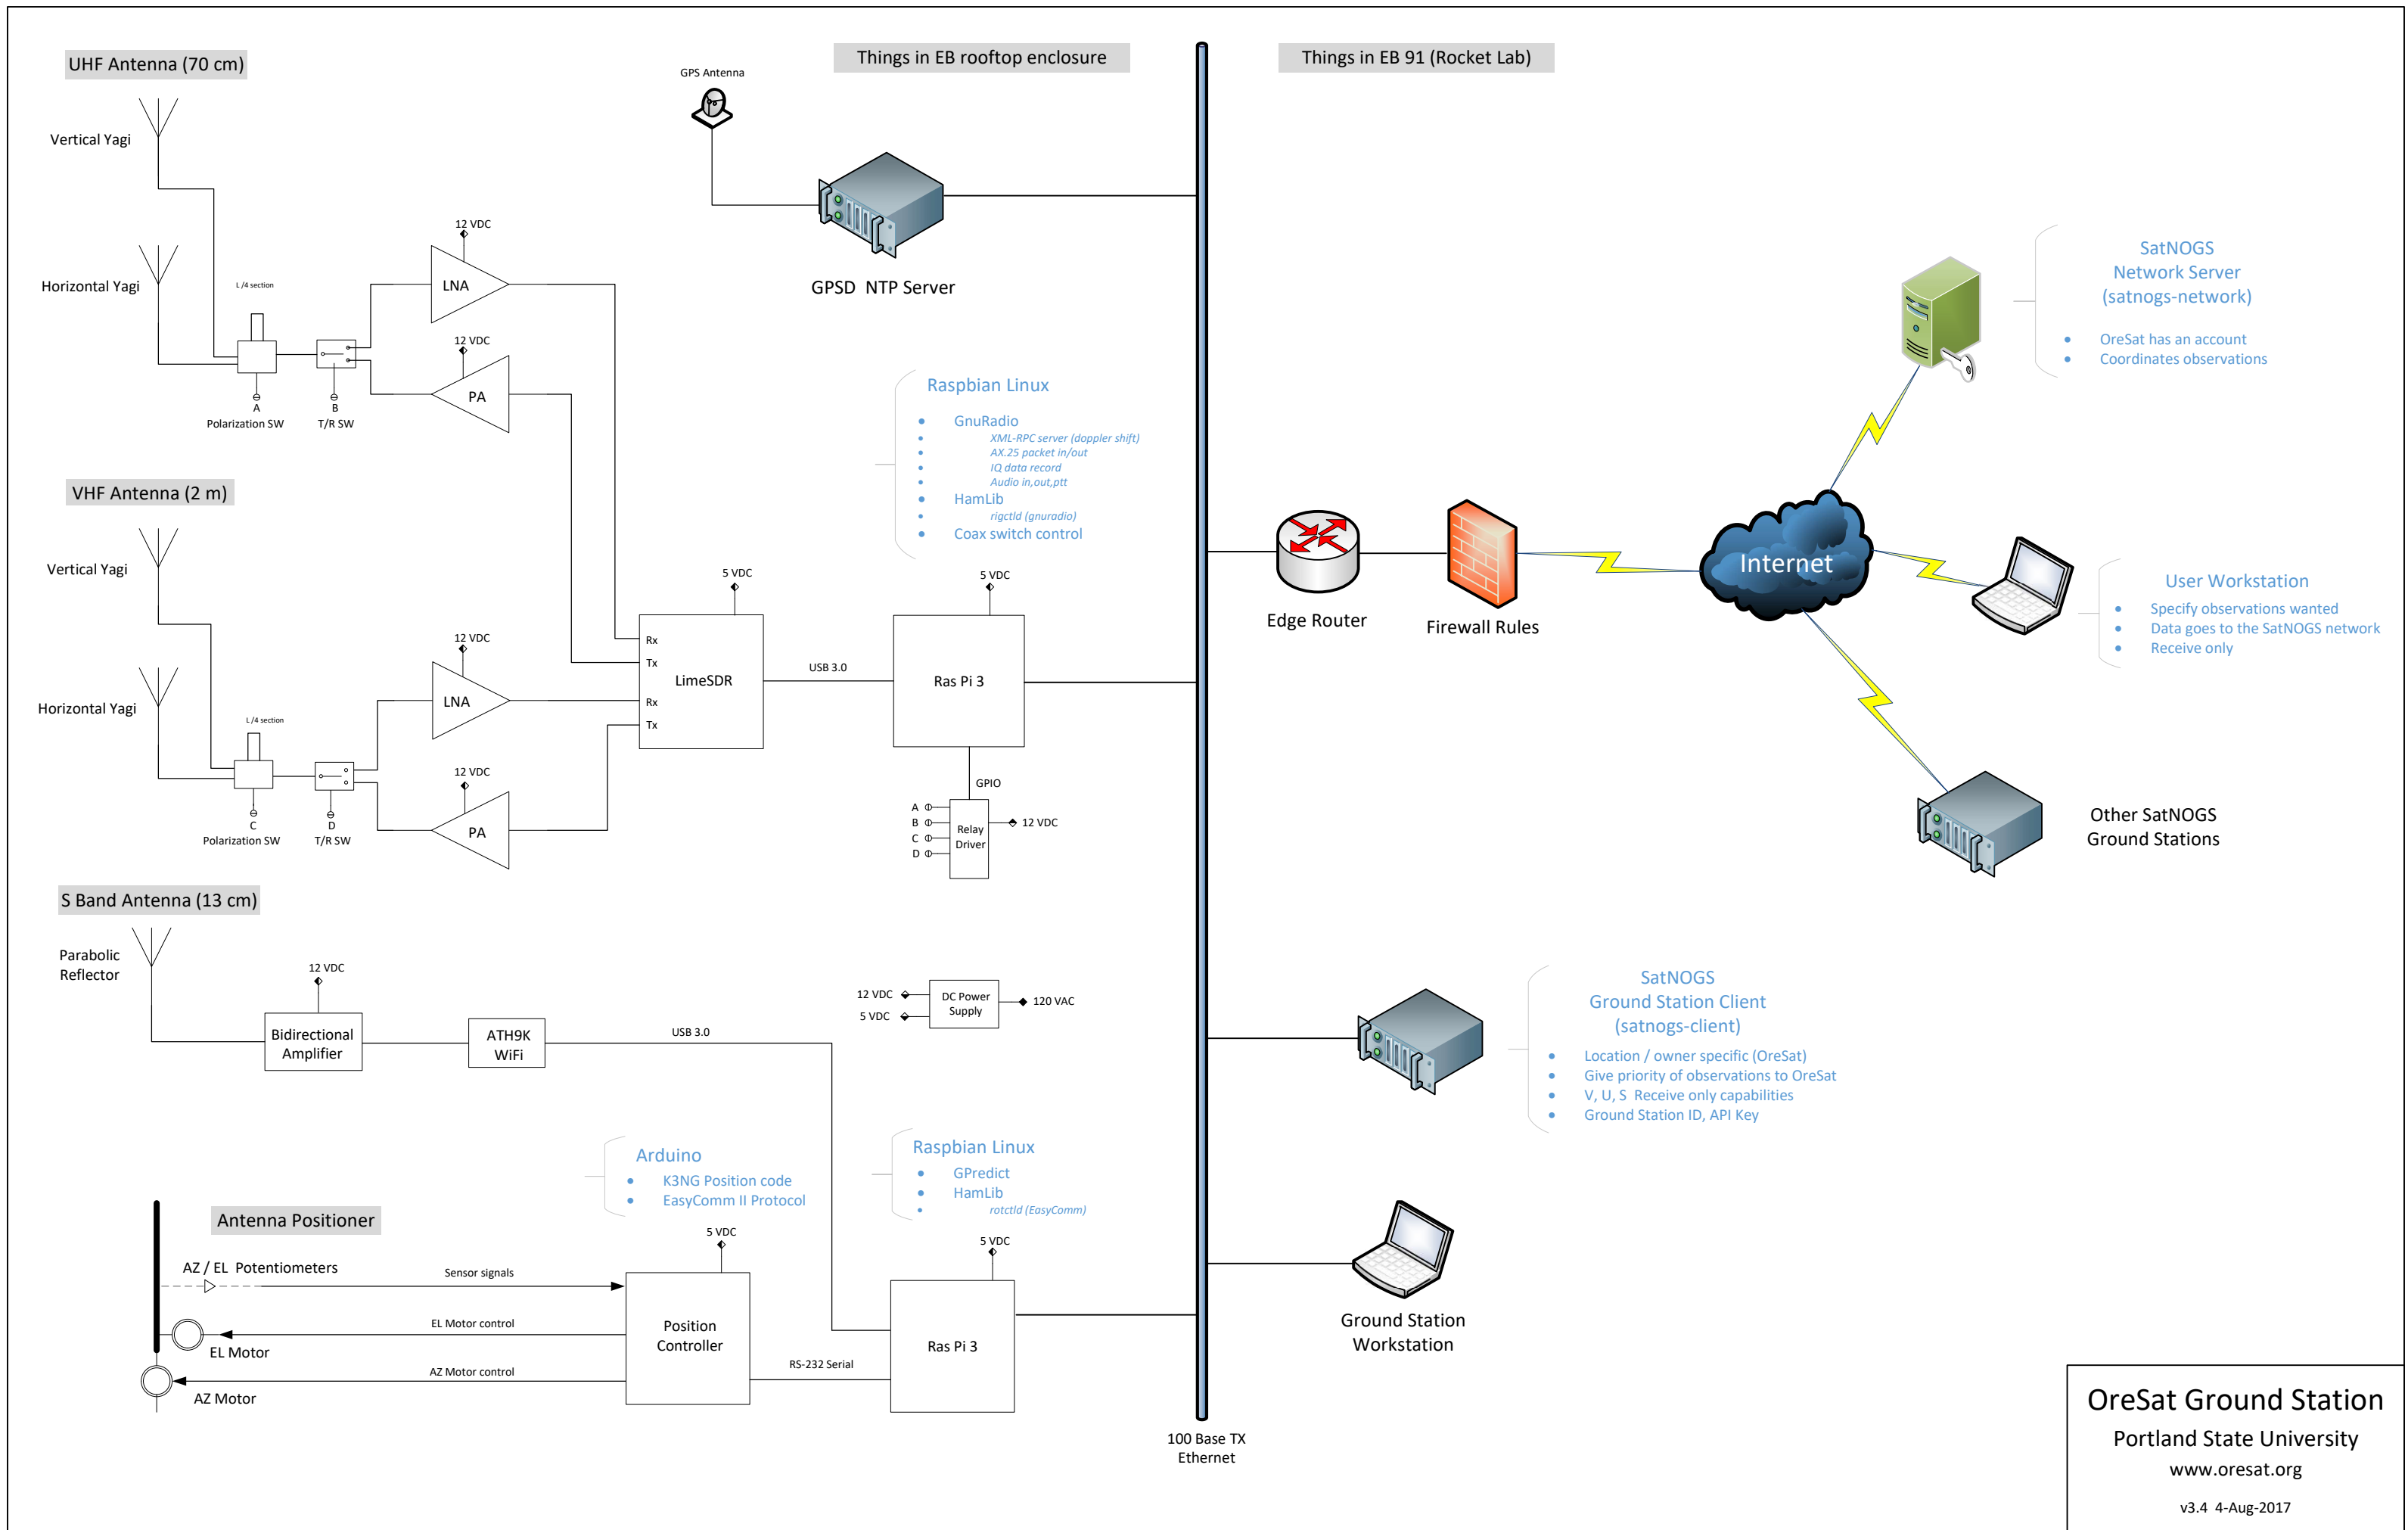 UHF Antenna (70 cm)
Things in EB rooftop enclosure
Things in EB 91 (Rocket Lab)
GPS Antenna
Vertical Yagi
Horizontal Yagi
L /4 section
12 VDC
LNA
12 VDC
PA
A
Polarization SW
B
T/R SW
GPSD  NTP Server
Raspbian Linux
• GnuRadio
• XML-RPC server (doppler shift)
• AX.25 packet in/out
• IQ data record
• Audio in,out,ptt
• HamLib
• rigctld (gnuradio)
• Coax switch control
SatNOGS
Network Server
(satnogs-network)
• OreSat has an account
• Coordinates observations
VHF Antenna (2 m)
Vertical Yagi
Horizontal Yagi
L /4 section
12 VDC
LNA
12 VDC
PA
C
Polarization SW
D
T/R SW
5 VDC
Rx
Tx
LimeSDR
Rx
Tx
USB 3.0
5 VDC
Ras Pi 3
GPIO
A
B
C
D
Relay
Driver
12 VDC
Edge Router
Firewall Rules
Internet
User Workstation
• Specify observations wanted
• Data goes to the SatNOGS network
• Receive only
Other SatNOGS
Ground Stations
S Band Antenna (13 cm)
Parabolic
Reflector
12 VDC
Bidirectional
Amplifier
ATH9K
WiFi
USB 3.0
12 VDC
5 VDC
DC Power
Supply
120 VAC
SatNOGS
Ground Station Client
(satnogs-client)
• Location / owner specific (OreSat)
• Give priority of observations to OreSat
• V, U, S  Receive only capabilities
• Ground Station ID, API Key
Arduino
• K3NG Position code
• EasyComm II Protocol
Raspbian Linux
• GPredict
• HamLib
• rotctld (EasyComm)
Antenna Positioner
AZ / EL  Potentiometers
Sensor signals
EL Motor control
EL Motor
AZ Motor control
AZ Motor
5 VDC
Position
Controller
RS-232 Serial
5 VDC
Ras Pi 3
Ground Station
Workstation
100 Base TX
Ethernet
OreSat Ground Station
Portland State University
www.oresat.org
v3.4  4-Aug-2017